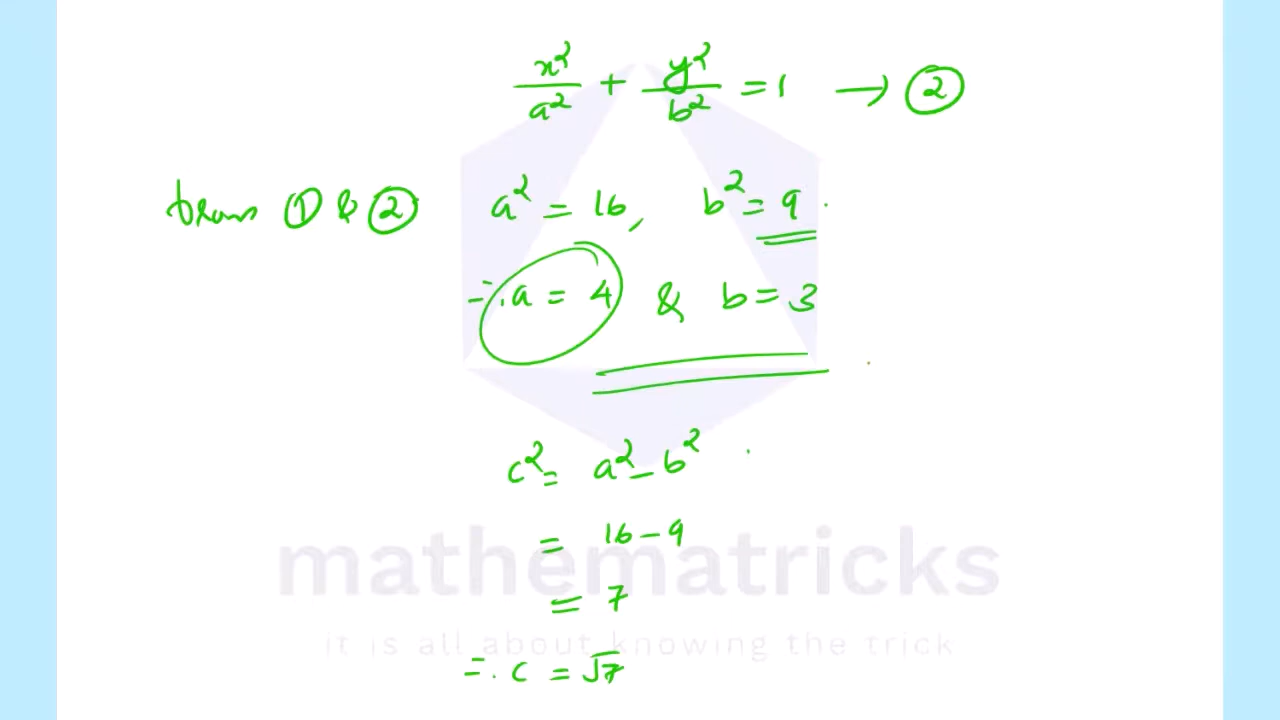 x²/a² + y²/b² = 1 → ②
from ① & ② a² = 16, b² = 9.
∴ a = 4 & b = 3
c² = a² - b²
= 16 - 9
mathematricks
= 7
it is all about knowing the trick
∴ c = √7